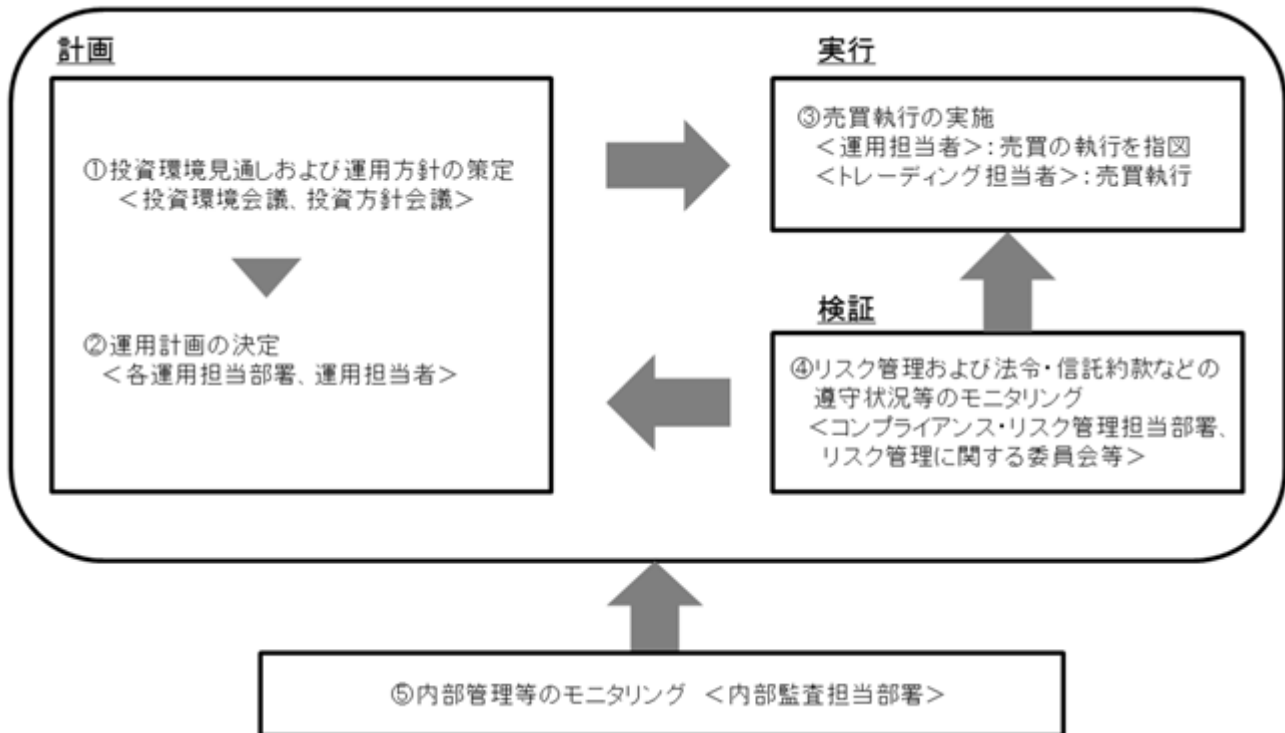 計画
①投資環境見通しおよび運用方針の策定
＜投資環境会議、投資方針会議＞
②運用計画の決定
＜各運用担当部署、運用担当者＞
実行
③売買執行の実施
＜運用担当者＞：売買の執行を指図
＜トレーディング担当者＞：売買執行
検証
④リスク管理および法令・信託約款などの
遵守状況等のモニタリング
＜コンプライアンス・リスク管理担当部署、
リスク管理に関する委員会等＞
⑤内部管理等のモニタリング ＜内部監査担当部署＞